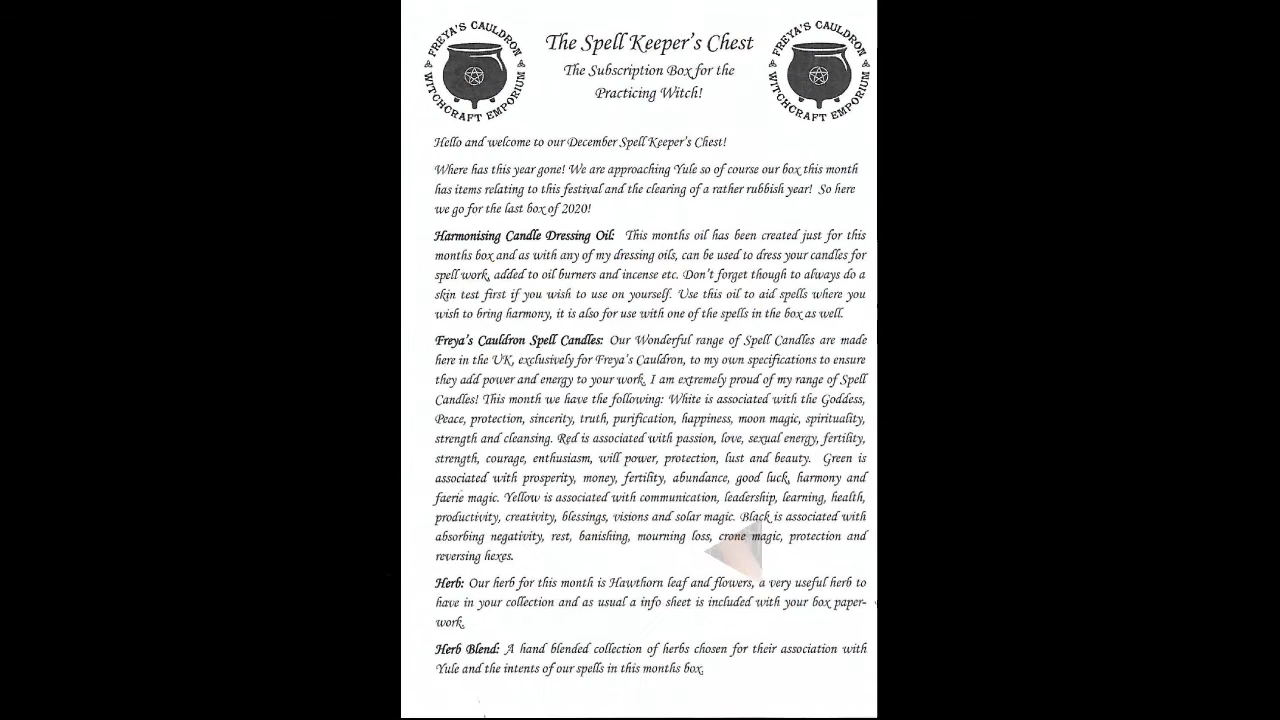 FREYA'S CAULDRON
WITCHCRAFT EMPORIUM
The Spell Keeper's Chest
The Subscription Box for the
Practicing Witch!
FREYA'S CAULDRON
WITCHCRAFT EMPORIUM
Hello and welcome to our December Spell Keeper's Chest!
Where has this year gone! We are approaching Yule so of course our box this month
has items relating to this festival and the clearing of a rather rubbish year! So here
we go for the last box of 2020!
Harmonising Candle Dressing Oil: This months oil has been created just for this
months box and as with any of my dressing oils, can be used to dress your candles for
spell work, added to oil burners and incense etc. Don't forget though to always do a
skin test first if you wish to use on yourself. Use this oil to aid spells where you
wish to bring harmony, it is also for use with one of the spells in the box as well.
Freya's Cauldron Spell Candles: Our Wonderful range of Spell Candles are made
here in the UK, exclusively for Freya's Cauldron, to my own specifications to ensure
they add power and energy to your work. I am extremely proud of my range of Spell
Candles! This month we have the following: White is associated with the Goddess,
Peace, protection, sincerity, truth, purification, happiness, moon magic, spirituality,
strength and cleansing. Red is associated with passion, love, sexual energy, fertility,
strength, courage, enthusiasm, will power, protection, lust and beauty. Green is
associated with prosperity, money, fertility, abundance, good luck, harmony and
faerie magic. Yellow is associated with communication, leadership, learning, health,
productivity, creativity, blessings, visions and solar magic. Black is associated with
absorbing negativity, rest, banishing, mourning loss, crone magic, protection and
reversing hexes.
Herb: Our herb for this month is Hawthorn leaf and flowers, a very useful herb to
have in your collection and as usual a info sheet is included with your box paper-
work.
Herb Blend: A hand blended collection of herbs chosen for their association with
Yule and the intents of our spells in this months box.